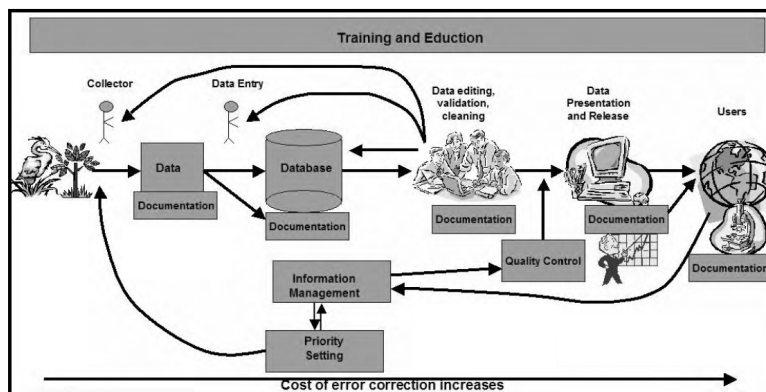 Training and Eduction
Collector
Data Entry
Data editing,
validation,
cleaning
Data
Presentation
and Release
Users
Data
Database
Documentation
Documentation
Documentation
Documentation
Documentation
Information
Management
Quality Control
Priority
Setting
Cost of error correction increases